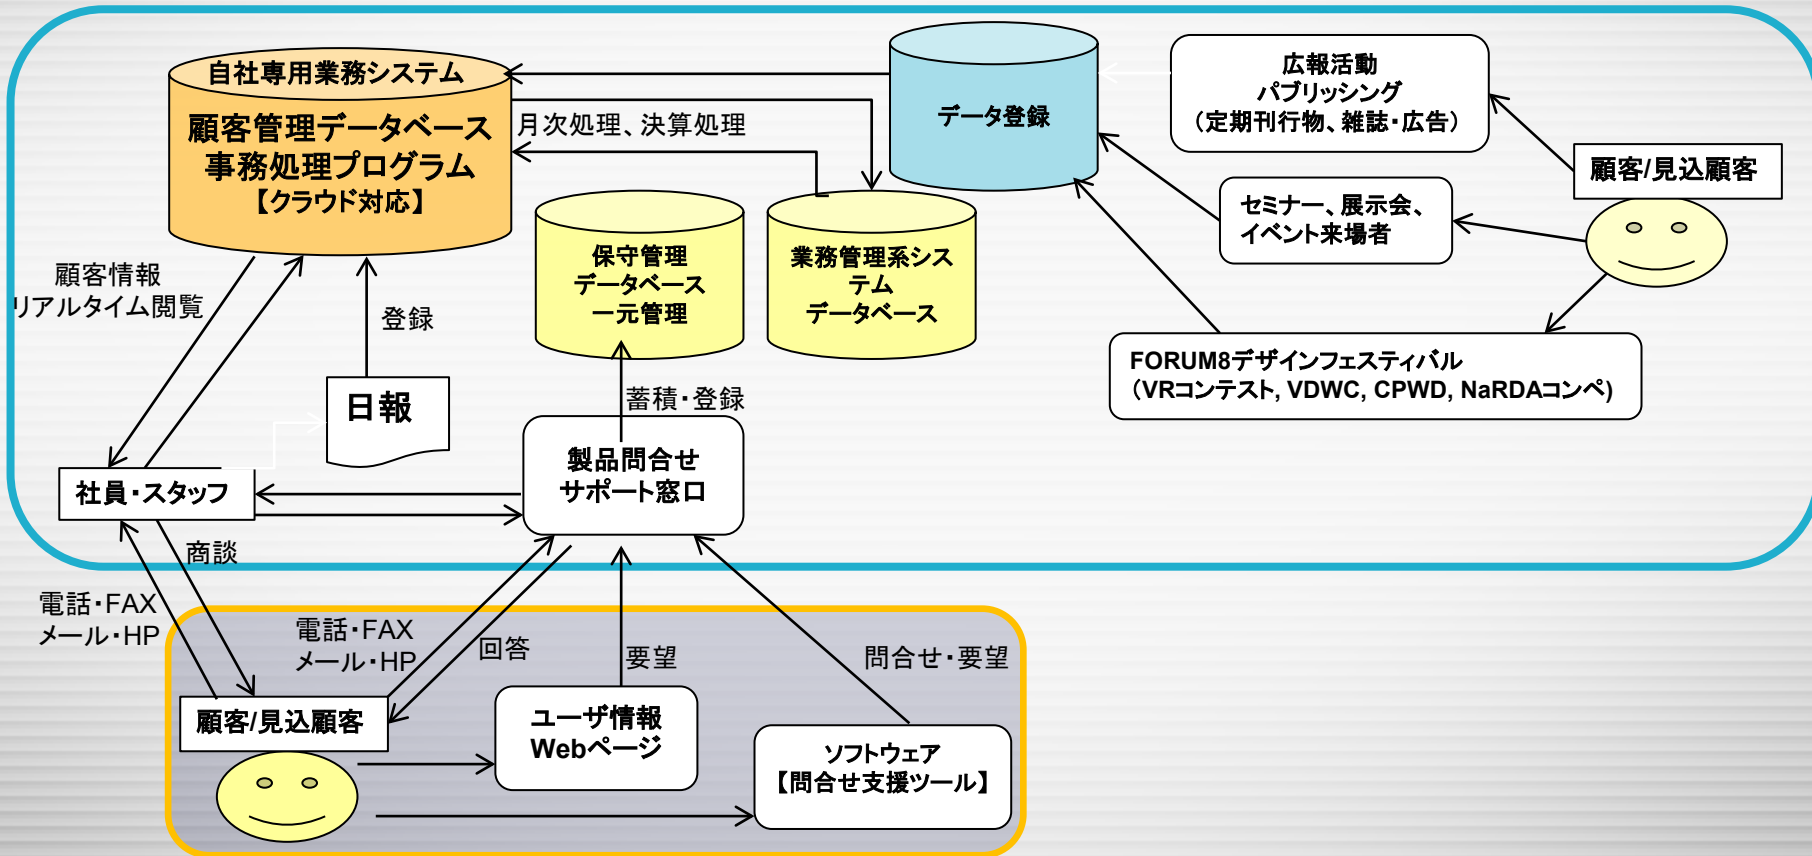 自社専用業務システム
顧客管理データベース
事務処理プログラム
【クラウド対応】
月次処理、決算処理
データ登録
広報活動
パブリッシング
（定期刊行物、雑誌・広告）
顧客/見込顧客
セミナー、展示会、
イベント来場者
保守管理
データベース
一元管理
業務管理系シス
テム
データベース
顧客情報
リアルタイム閲覧
登録
FORUM8デザインフェスティバル
（VRコンテスト, VDWC, CPWD, NaRDAコンペ)
日報
蓄積・登録
製品問合せ
サポート窓口
社員・スタッフ
商談
電話・FAX
メール・HP
電話・FAX
メール・HP
回答
要望
問合せ・要望
顧客/見込顧客
ユーザ情報
Webページ
ソフトウェア
【問合せ支援ツール】